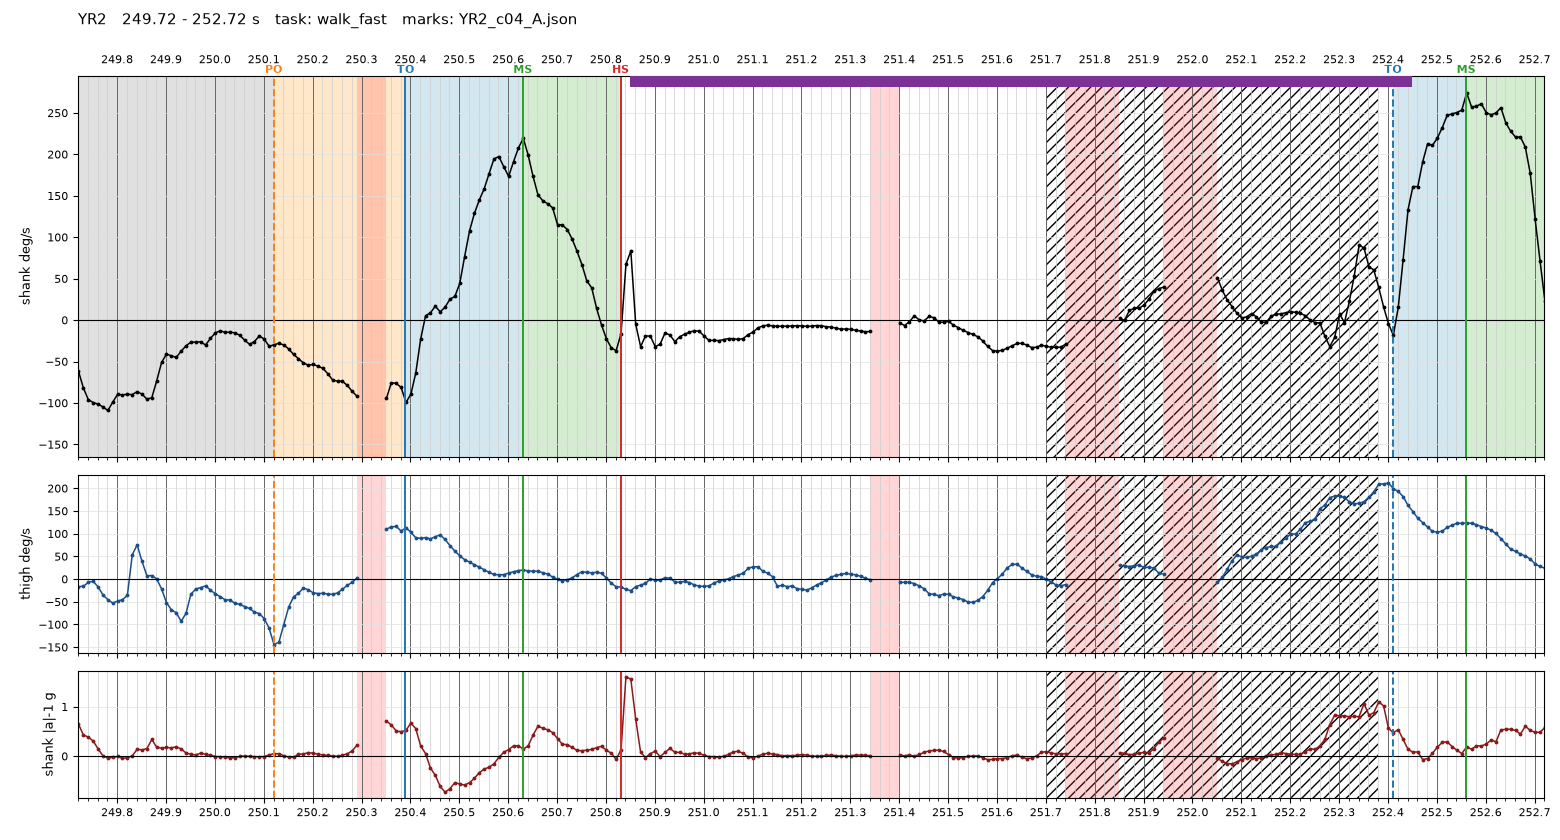 YR2   249.72 - 252.72 s   task: walk_fast   marks: YR2_c04_A.json
249.8 249.9 250.0 250.1 250.2 250.3 250.4 250.5 250.6 250.7 250.8 250.9 251.0 251.1 251.2 251.3 251.4 251.5 251.6 251.7 251.8 251.9 252.0 252.1 252.2 252.3 252.4 252.5 252.6 252.7
PO TO MS HS TO MS
shank deg/s
250
200
150
100
50
0
−50
−100
−150
thigh deg/s
200
150
100
50
0
−50
−100
−150
shank |a|-1 g
1
0
249.8 249.9 250.0 250.1 250.2 250.3 250.4 250.5 250.6 250.7 250.8 250.9 251.0 251.1 251.2 251.3 251.4 251.5 251.6 251.7 251.8 251.9 252.0 252.1 252.2 252.3 252.4 252.5 252.6 252.7